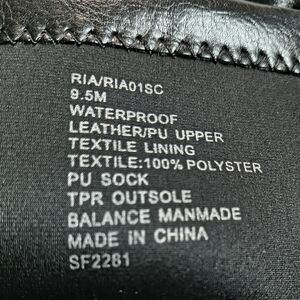 RIA/RIA01SC
9.5M
WATERPROOF
LEATHER/PU UPPER
TEXTILE LINING
TEXTILE:100% POLYSTER
PU SOCK
TPR OUTSOLE
BALANCE MANMADE
MADE IN CHINA
SF2281